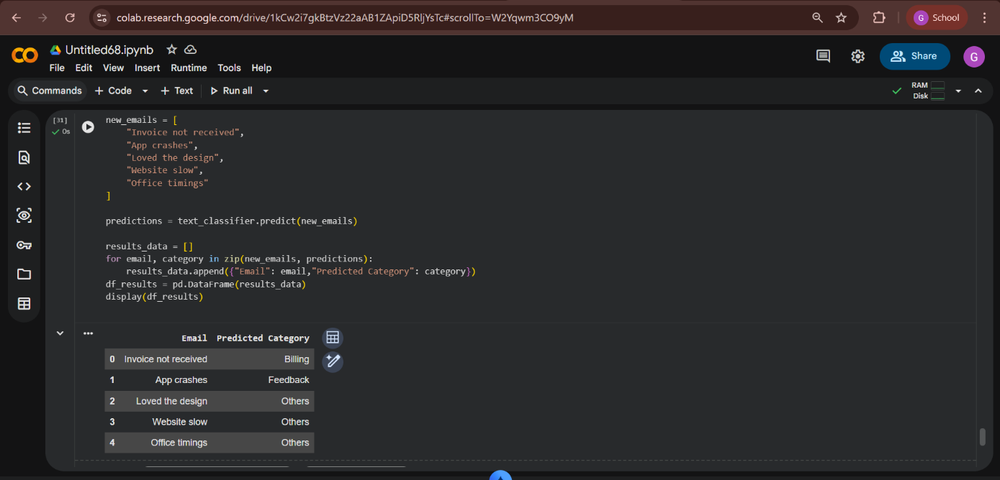 colab.research.google.com/drive/1kCw2i7gkBtzVz22aAB1ZApiD5RljYsTc#scrollTo=W2Yqwm3CO9yM
G School
CO Untitled68.ipynb
File Edit View Insert Runtime Tools Help
Share
G
Commands + Code + Text Run all
RAM
Disk
[31]
0s
new_emails = [
"Invoice not received",
"App crashes",
"Loved the design",
"Website slow",
"Office timings"
]
predictions = text_classifier.predict(new_emails)
results_data = []
for email, category in zip(new_emails, predictions):
results_data.append({"Email": email,"Predicted Category": category})
df_results = pd.DataFrame(results_data)
display(df_results)
Email Predicted Category
0 Invoice not received Billing
1 App crashes Feedback
2 Loved the design Others
3 Website slow Others
4 Office timings Others